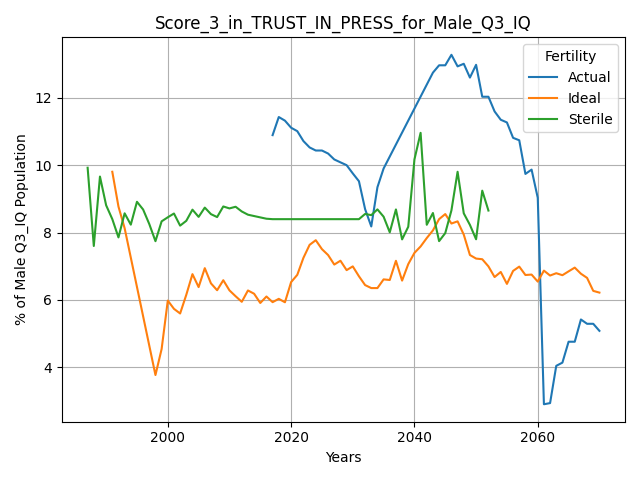 Score_3_in_TRUST_IN_PRESS_for_Male_Q3_IQ
% of Male Q3_IQ Population
12
10
8
6
4
2000 2020 2040 2060
Years
Fertility
Actual
Ideal
Sterile